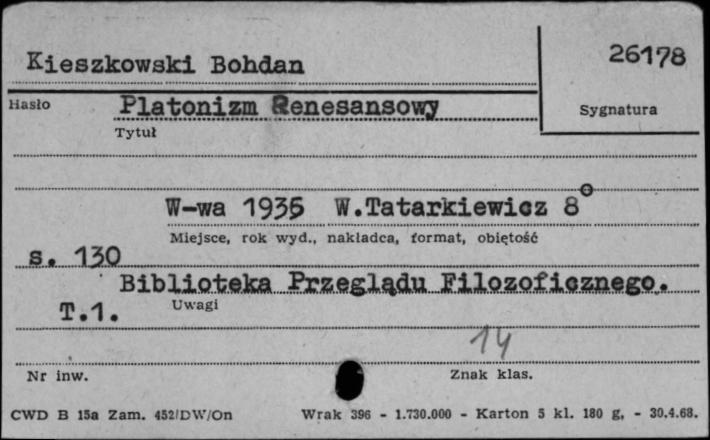 Kieszkowski Bohdan
26178
Hasło
Platonizm Renesansowy
Sygnatura
Tytuł
W-wa 1935 W.Tatarkiewicz 8°
Miejsce, rok wyd., nakładca, format, objętość
s. 130
Biblioteka Przeglądu Filozoficznego.
T.1.
Uwagi
14
Nr inw.
Znak klas.
CWD B 15a Zam. 452/DW/On Wrak 396 - 1.730.000 - Karton 5 kl. 180 g, - 30.4.68.